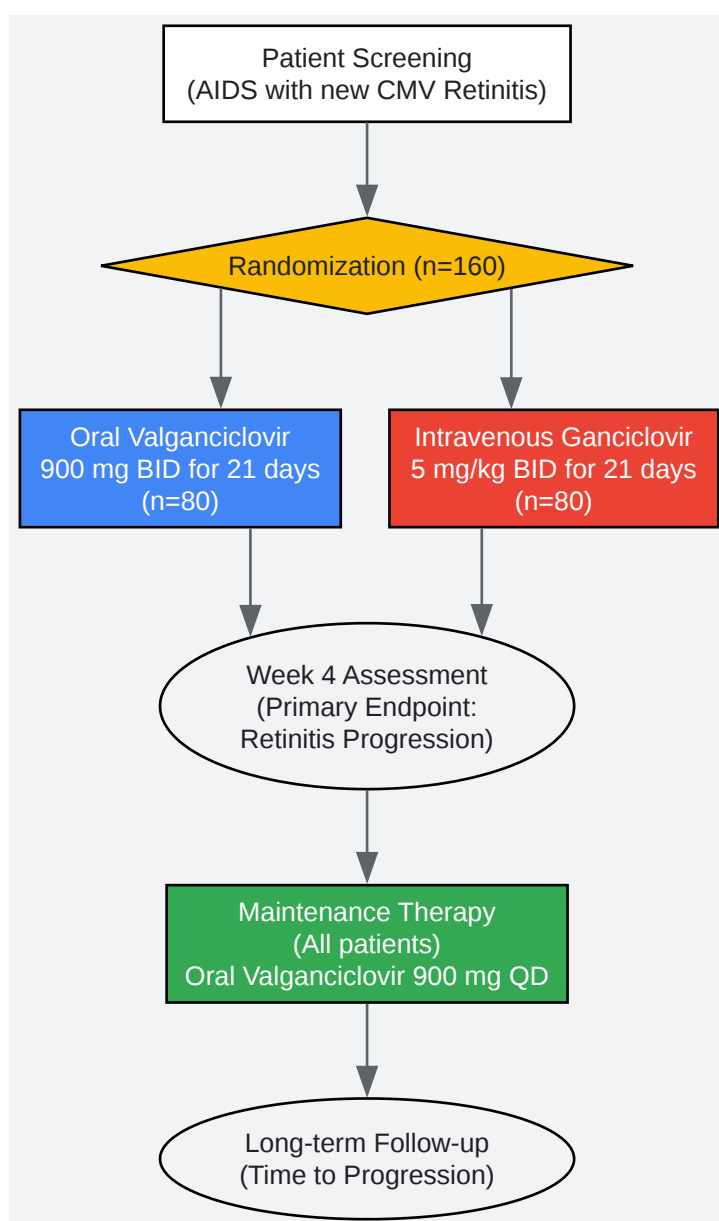 Patient Screening
(AIDS with new CMV Retinitis)
Randomization (n=160)
Oral Valganciclovir
900 mg BID for 21 days
(n=80)
Intravenous Ganciclovir
5 mg/kg BID for 21 days
(n=80)
Week 4 Assessment
(Primary Endpoint:
Retinitis Progression)
Maintenance Therapy
(All patients)
Oral Valganciclovir 900 mg QD
Long-term Follow-up
(Time to Progression)